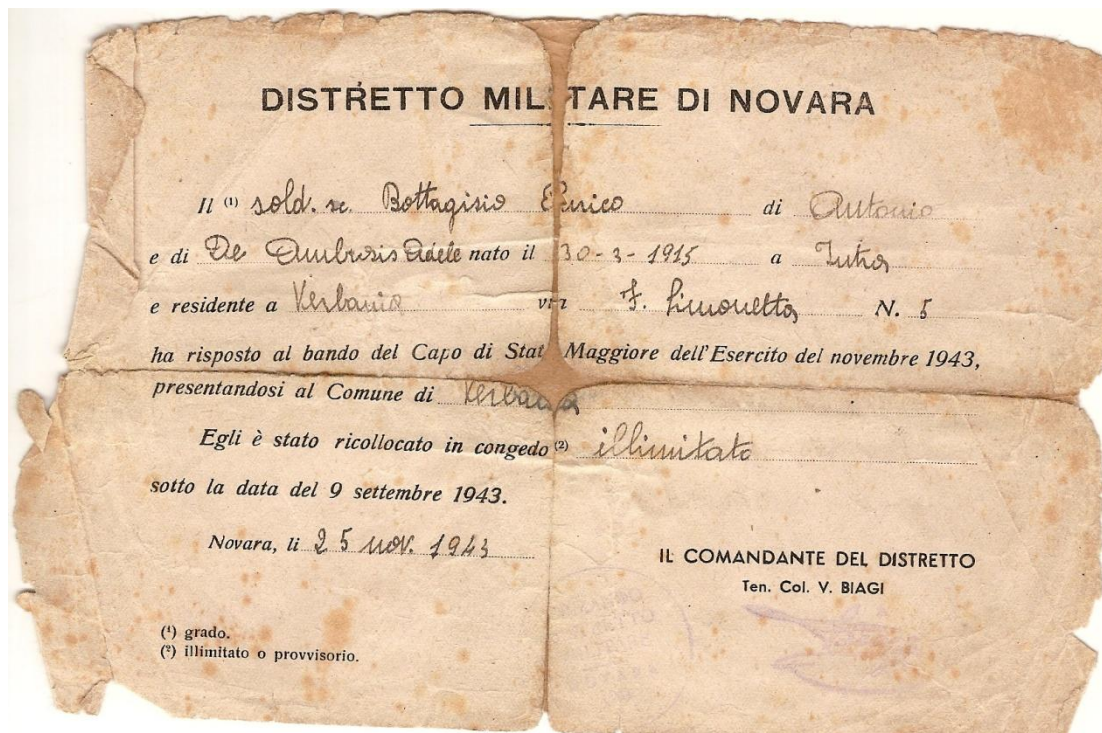 DISTRETTO MILITARE DI NOVARA
Il (1) sold. sc. Bottagisio Enrico di Antonio
e di De Ambrosis Adele nato il 30-3-1915 a Intra
e residente a Verbania via F. Simonetta N. 5
ha risposto al bando del Capo di Stato Maggiore dell'Esercito del novembre 1943,
presentandosi al Comune di Verbania
Egli è stato ricollocato in congedo (2) illimitato
sotto la data del 9 settembre 1943.
Novara, li 25 nov. 1943
IL COMANDANTE DEL DISTRETTO
Ten. Col. V. BIAGI
(1) grado.
(2) illimitato o provvisorio.